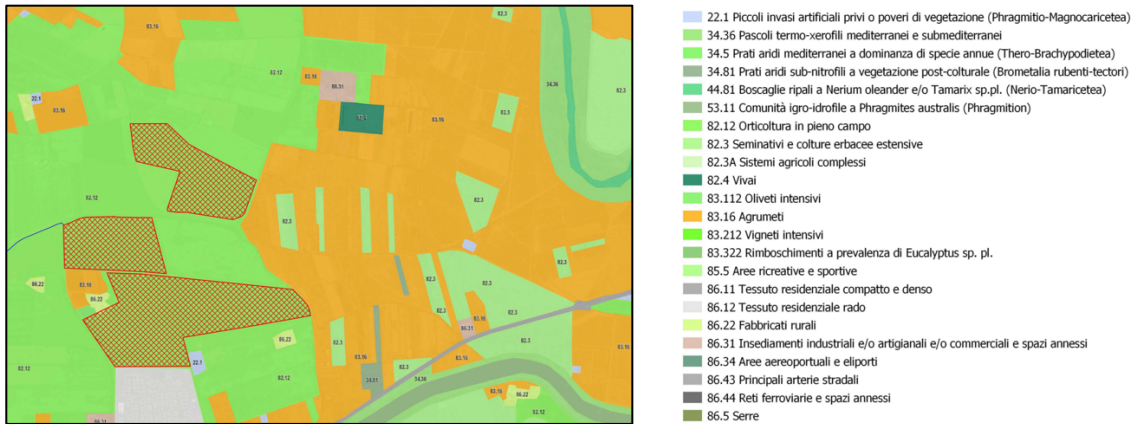 83.16
82.12
83.16
86.31
34.36
82.3
22.1
83.16
82.3
83.16
82.12
82.3
82.3
82.3
86.22
83.16
86.22
82.3
82.3
82.3
83.16
86.31
82.3
82.3
83.16
82.3
83.16
83.16
22.1
82.12
82.12
34.81
82.3
34.36
83.16
86.22
82.12
86.31
22.1 Piccoli invasi artificiali privi o poveri di vegetazione (Phragmitio-Magnocaricetea)
34.36 Pascoli termo-xerofili mediterranei e submediterranei
34.5 Prati aridi mediterranei a dominanza di specie annue (Thero-Brachypodietea)
34.81 Prati aridi sub-nitrofili a vegetazione post-colturale (Brometalia rubenti-tectori)
44.81 Boscaglie ripali a Nerium oleander e/o Tamarix sp.pl. (Nerio-Tamaricetea)
53.11 Comunità igro-idrofile a Phragmites australis (Phragmition)
82.12 Orticoltura in pieno campo
82.3 Seminativi e colture erbacee estensive
82.3A Sistemi agricoli complessi
82.4 Vivai
83.112 Oliveti intensivi
83.16 Agrumeti
83.212 Vigneti intensivi
83.322 Rimboschimenti a prevalenza di Eucalyptus sp. pl.
85.5 Aree ricreative e sportive
86.11 Tessuto residenziale compatto e denso
86.12 Tessuto residenziale rado
86.22 Fabbricati rurali
86.31 Insediamenti industriali e/o artigianali e/o commerciali e spazi annessi
86.34 Aree aereoportuali e eliporti
86.43 Principali arterie stradali
86.44 Reti ferroviarie e spazi annessi
86.5 Serre